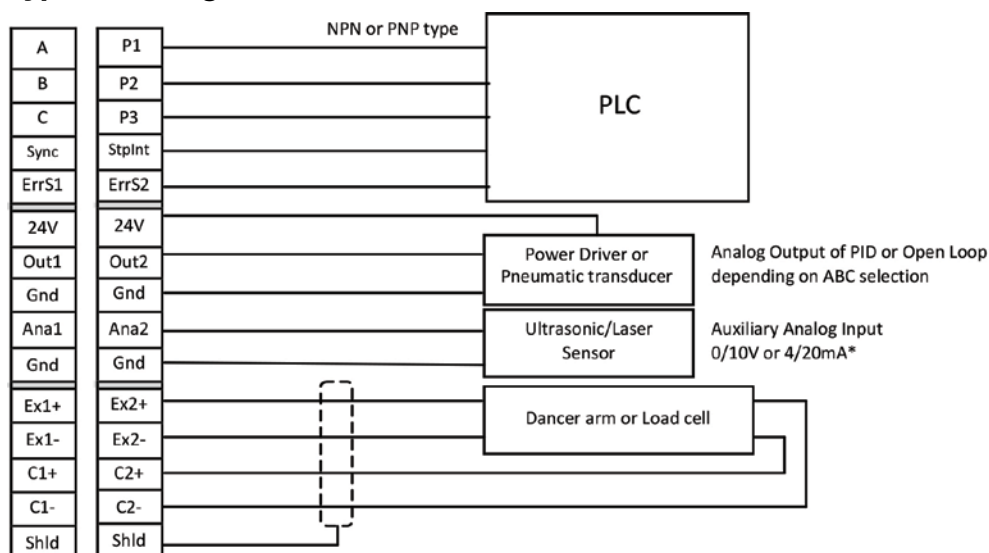 NPN or PNP type
A P1
B P2
C P3
Sync StpInt
ErrS1 ErrS2
PLC
24V 24V
Out1 Out2
Gnd Gnd
Ana1 Ana2
Gnd Gnd
Ex1+ Ex2+
Ex1- Ex2-
C1+ C2+
C1- C2-
Shld Shld
Power Driver or
Pneumatic transducer
Analog Output of PID or Open Loop
depending on ABC selection
Ultrasonic/Laser
Sensor
Auxiliary Analog Input
0/10V or 4/20mA*
Dancer arm or Load cell